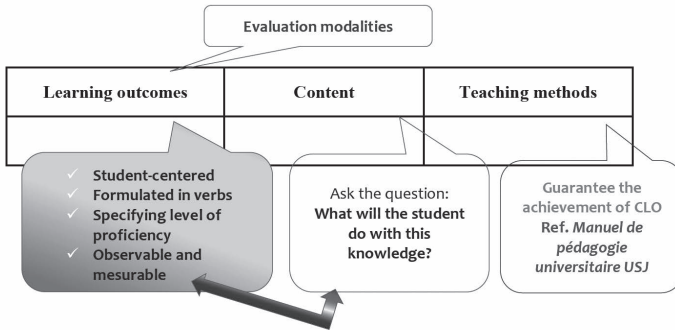 Evaluation modalities
Learning outcomes
Content
Teaching methods
✓ Student-centered
✓ Formulated in verbs
✓ Specifying level of
proficiency
✓ Observable and
mesurable
Ask the question:
What will the student
do with this
knowledge?
Guarantee the
achievement of CLO
Ref. Manuel de
pédagogie
universitaire USJ